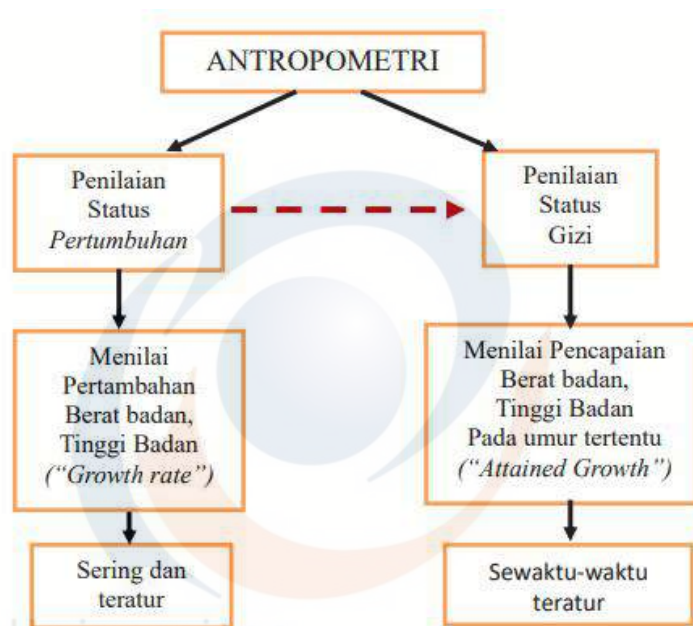 ANTROPOMETRI
Penilaian
Status
Pertumbuhan
Penilaian
Status
Gizi
Menilai
Pertambahan
Berat badan,
Tinggi Badan
(“Growth rate”)
Menilai Pencapaian
Berat badan,
Tinggi Badan
Pada umur tertentu
(“Attained Growth”)
Sering dan
teratur
Sewaktu-waktu
teratur